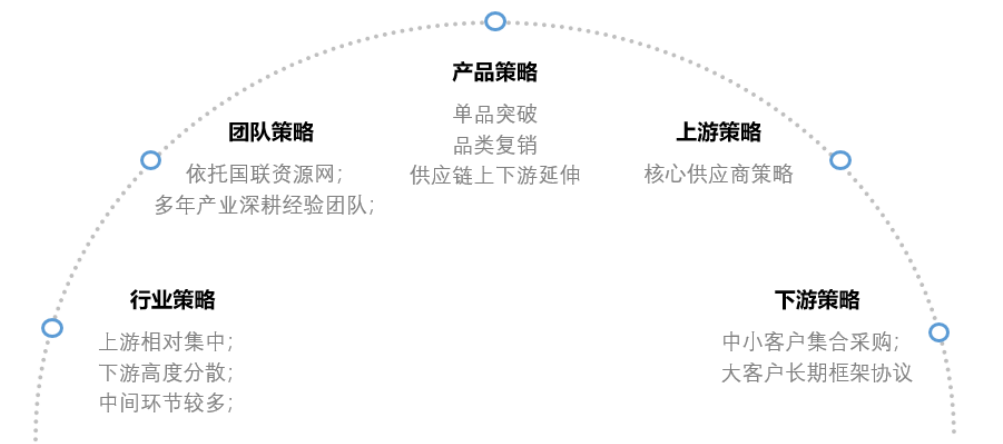 产品策略
单品突破
品类复销
供应链上下游延伸
团队策略
依托国联资源网;
多年产业深耕经验团队;
上游策略
核心供应商策略
行业策略
上游相对集中;
下游高度分散;
中间环节较多;
下游策略
中小客户集合采购;
大客户长期框架协议